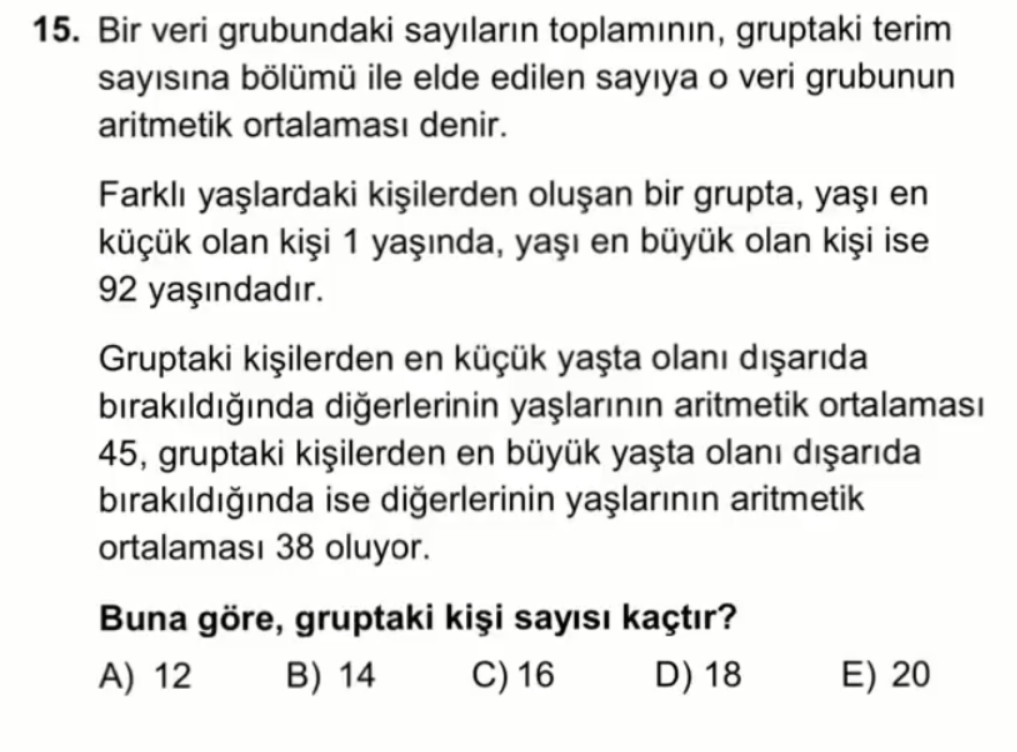 15. Bir veri grubundaki sayıların toplamının, gruptaki terim
sayısına bölümü ile elde edilen sayıya o veri grubunun
aritmetik ortalaması denir.
Farklı yaşlardaki kişilerden oluşan bir grupta, yaşı en
küçük olan kişi 1 yaşında, yaşı en büyük olan kişi ise
92 yaşındadır.
Gruptaki kişilerden en küçük yaşta olanı dışarıda
bırakıldığında diğerlerinin yaşlarının aritmetik ortalaması
45, gruptaki kişilerden en büyük yaşta olanı dışarıda
bırakıldığında ise diğerlerinin yaşlarının aritmetik
ortalaması 38 oluyor.
Buna göre, gruptaki kişi sayısı kaçtır?
A) 12 B) 14 C) 16 D) 18 E) 20